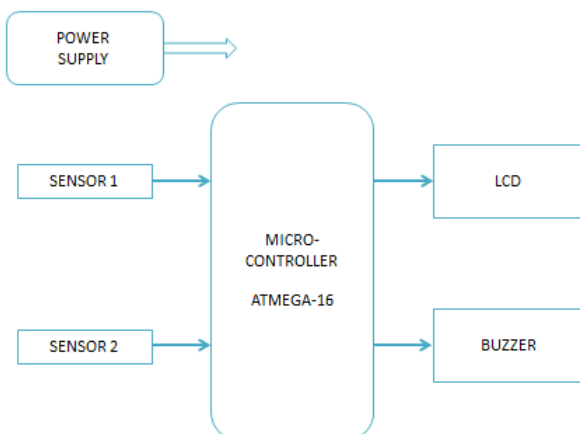 POWER
SUPPLY
SENSOR 1
LCD
MICRO-
CONTROLLER
ATMEGA-16
SENSOR 2
BUZZER